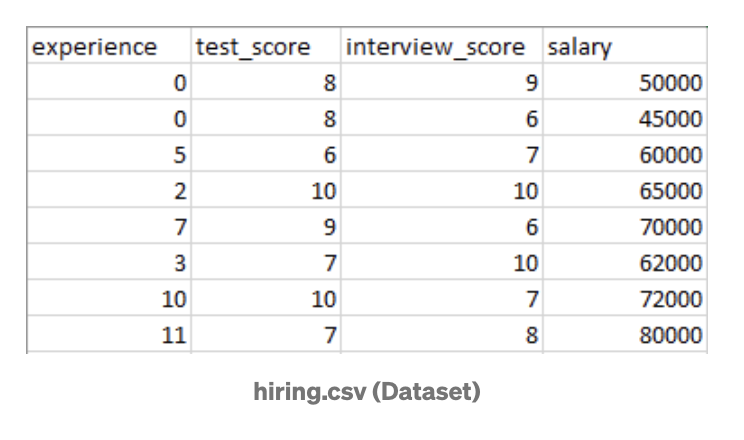 experience test_score interview_score salary
0 8 9 50000
0 8 6 45000
5 6 7 60000
2 10 10 65000
7 9 6 70000
3 7 10 62000
10 10 7 72000
11 7 8 80000
hiring.csv (Dataset)